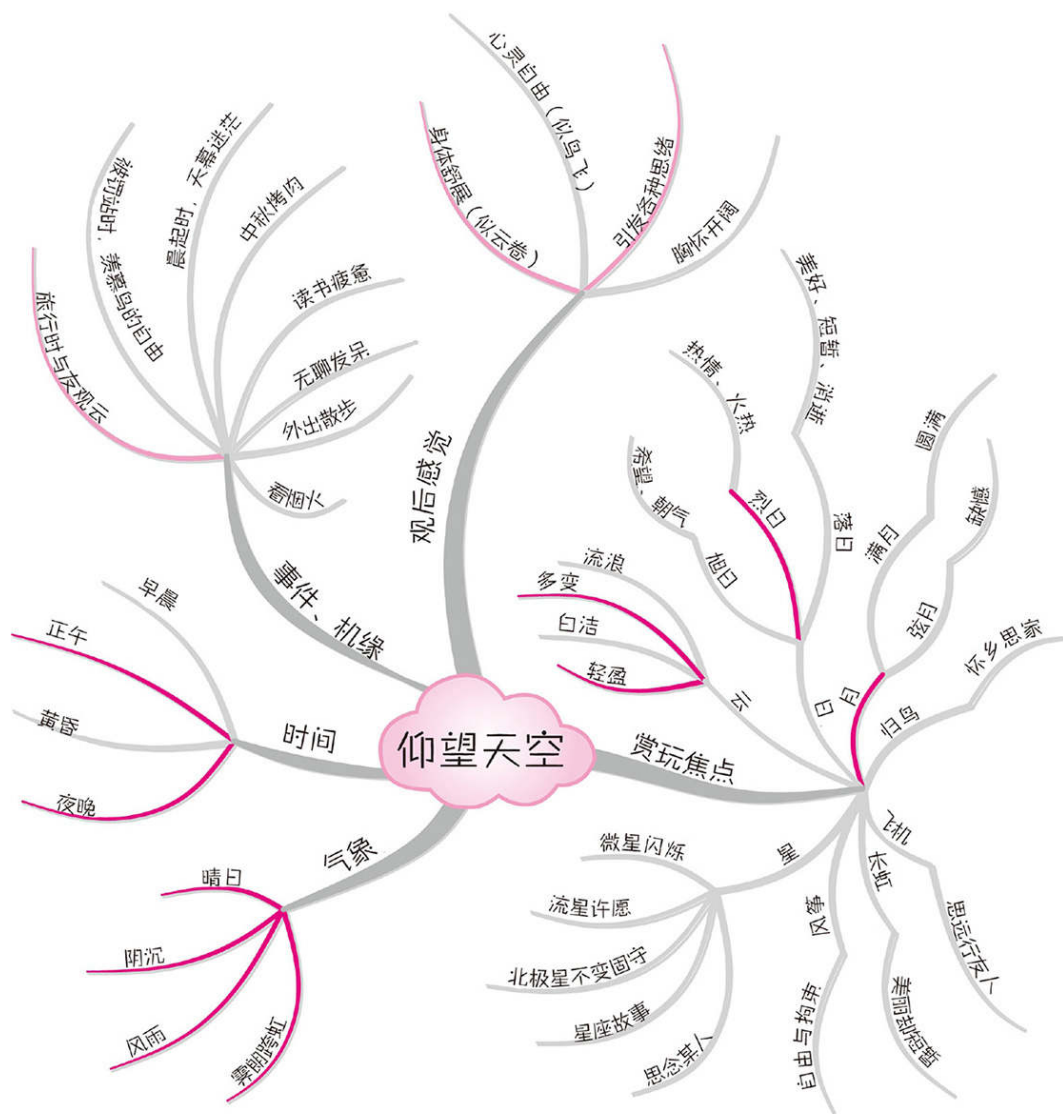 仰望天空
观后感觉
身体舒展(似云卷)
心灵自由(似鸟飞)
引发各种思绪
胸怀开阔
事件、机缘
旅行时与友观云
被罚站时,羡慕鸟的自由
晨起时,天幕迷茫
中秋烤肉
读书疲惫
无聊发呆
外出散步
看烟火
时间
早晨
正午
黄昏
夜晚
气象
晴日
阴沉
风雨
霁朗跨虹
赏玩焦点
云
流浪
多变
白洁
轻盈
日
旭日
希望、朝气
烈日
热情、火热
落日
美好、短暂、消逝
月
满月
圆满
弦月
缺憾
归鸟
怀乡思家
飞机
思远行友人
长虹
美丽却短暂
风筝
自由与拘束
星
微星闪烁
流星许愿
北极星不变固守
星座故事
思念某人